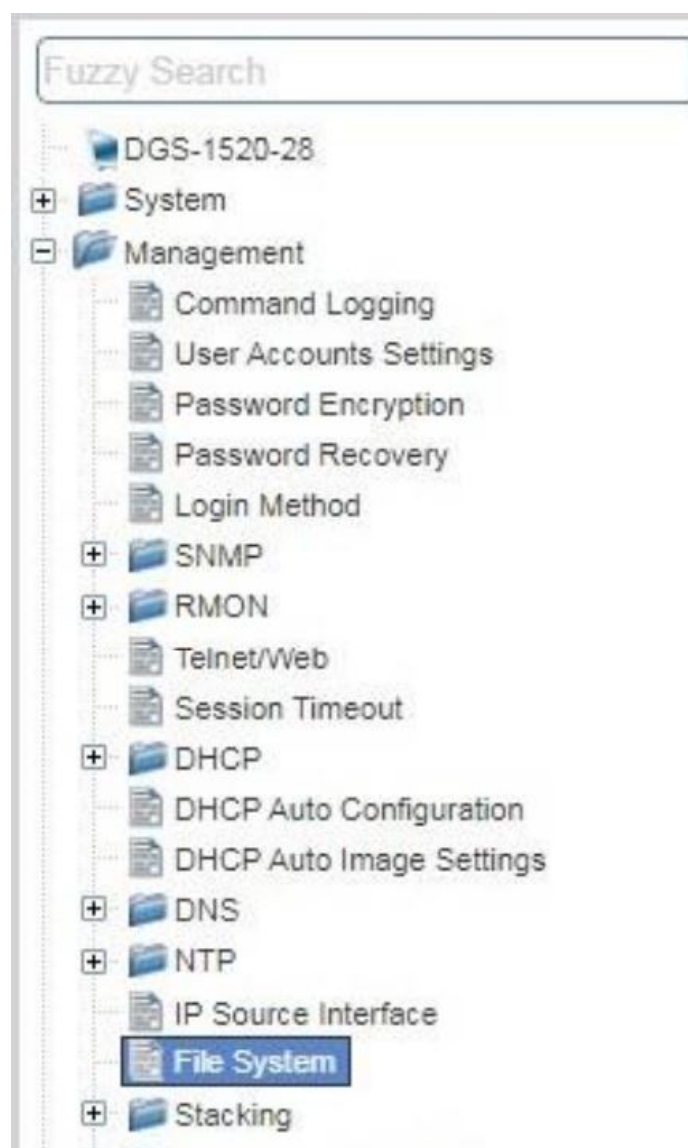 Fuzzy Search
DGS-1520-28
System
Management
Command Logging
User Accounts Settings
Password Encryption
Password Recovery
Login Method
SNMP
RMON
Telnet/Web
Session Timeout
DHCP
DHCP Auto Configuration
DHCP Auto Image Settings
DNS
NTP
IP Source Interface
File System
Stacking